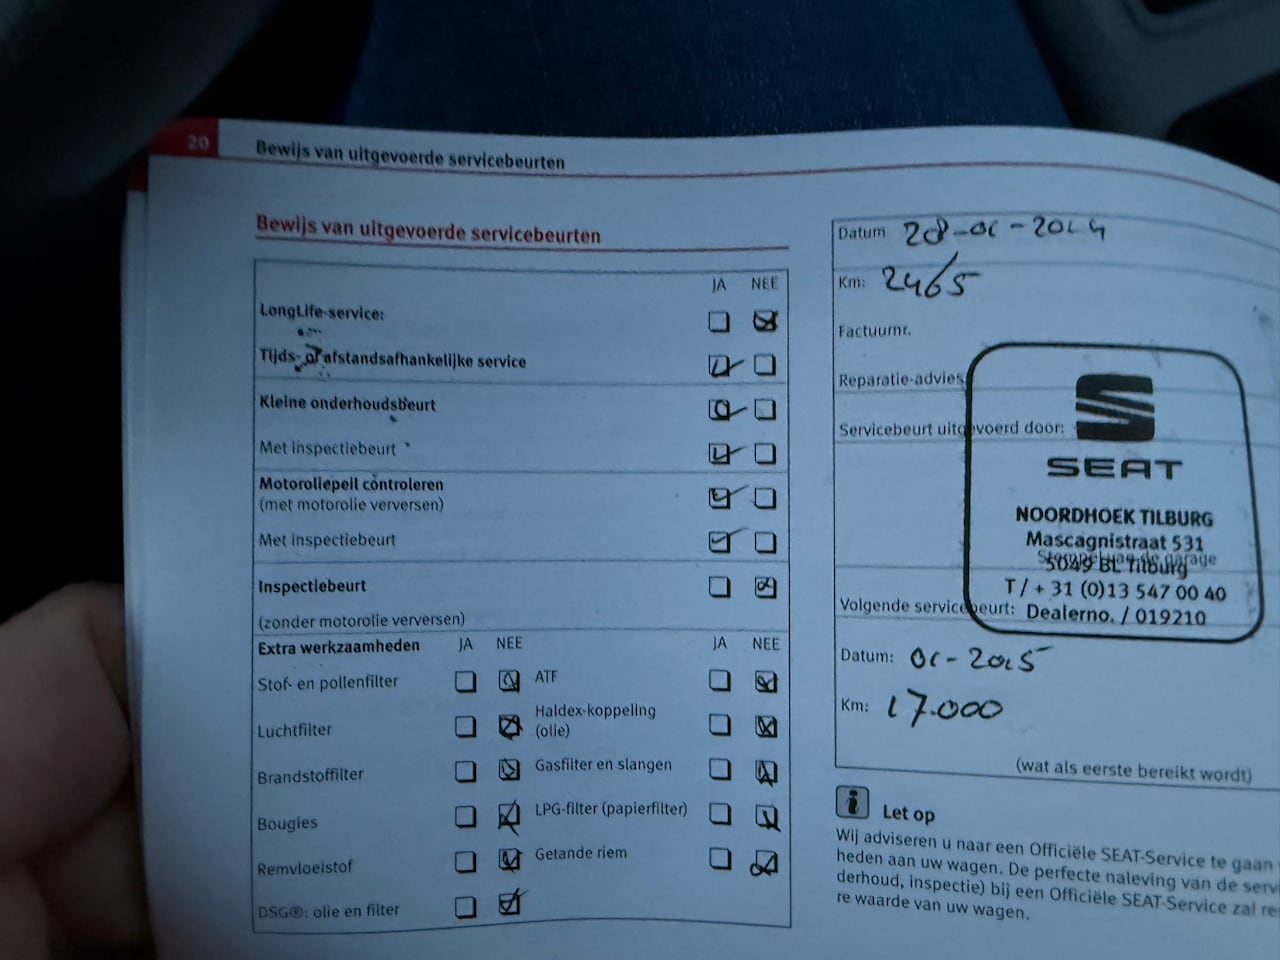 20
Bewijs van uitgevoerde servicebeurten
Bewijs van uitgevoerde servicebeurten
JA NEE
LongLife-service:
Tijds- of afstandsafhankelijke service
Kleine onderhoudsbeurt
Met inspectiebeurt
Motoroliepeil controleren
(met motorolie verversen)
Met inspectiebeurt
Inspectiebeurt
(zonder motorolie verversen)
Extra werkzaamheden JA NEE JA NEE
Stof- en pollenfilter ATF
Luchtfilter Haldex-koppeling
(olie)
Brandstoffilter Gasfilter en slangen
Bougies LPG-filter (papierfilter)
Remvloeistof Getande riem
DSG®: olie en filter
Datum 28-01-2014
Km: 2465
Factuurnr.
Reparatie-advies
Servicebeurt uitgevoerd door:
SEAT
NOORDHOEK TILBURG
Mascagnistraat 531
Stempel van de garage
5049 BL Tilburg
T / + 31 (0)13 547 00 40
Dealerno. / 019210
Volgende servicebeurt:
Datum: 01-2015
Km: 17.000
(wat als eerste bereikt wordt)
Let op
Wij adviseren u naar een Officiële SEAT-Service te gaan
heden aan uw wagen. De perfecte naleving van de servi
derhoud, inspectie) bij een Officiële SEAT-Service zal re
re waarde van uw wagen.